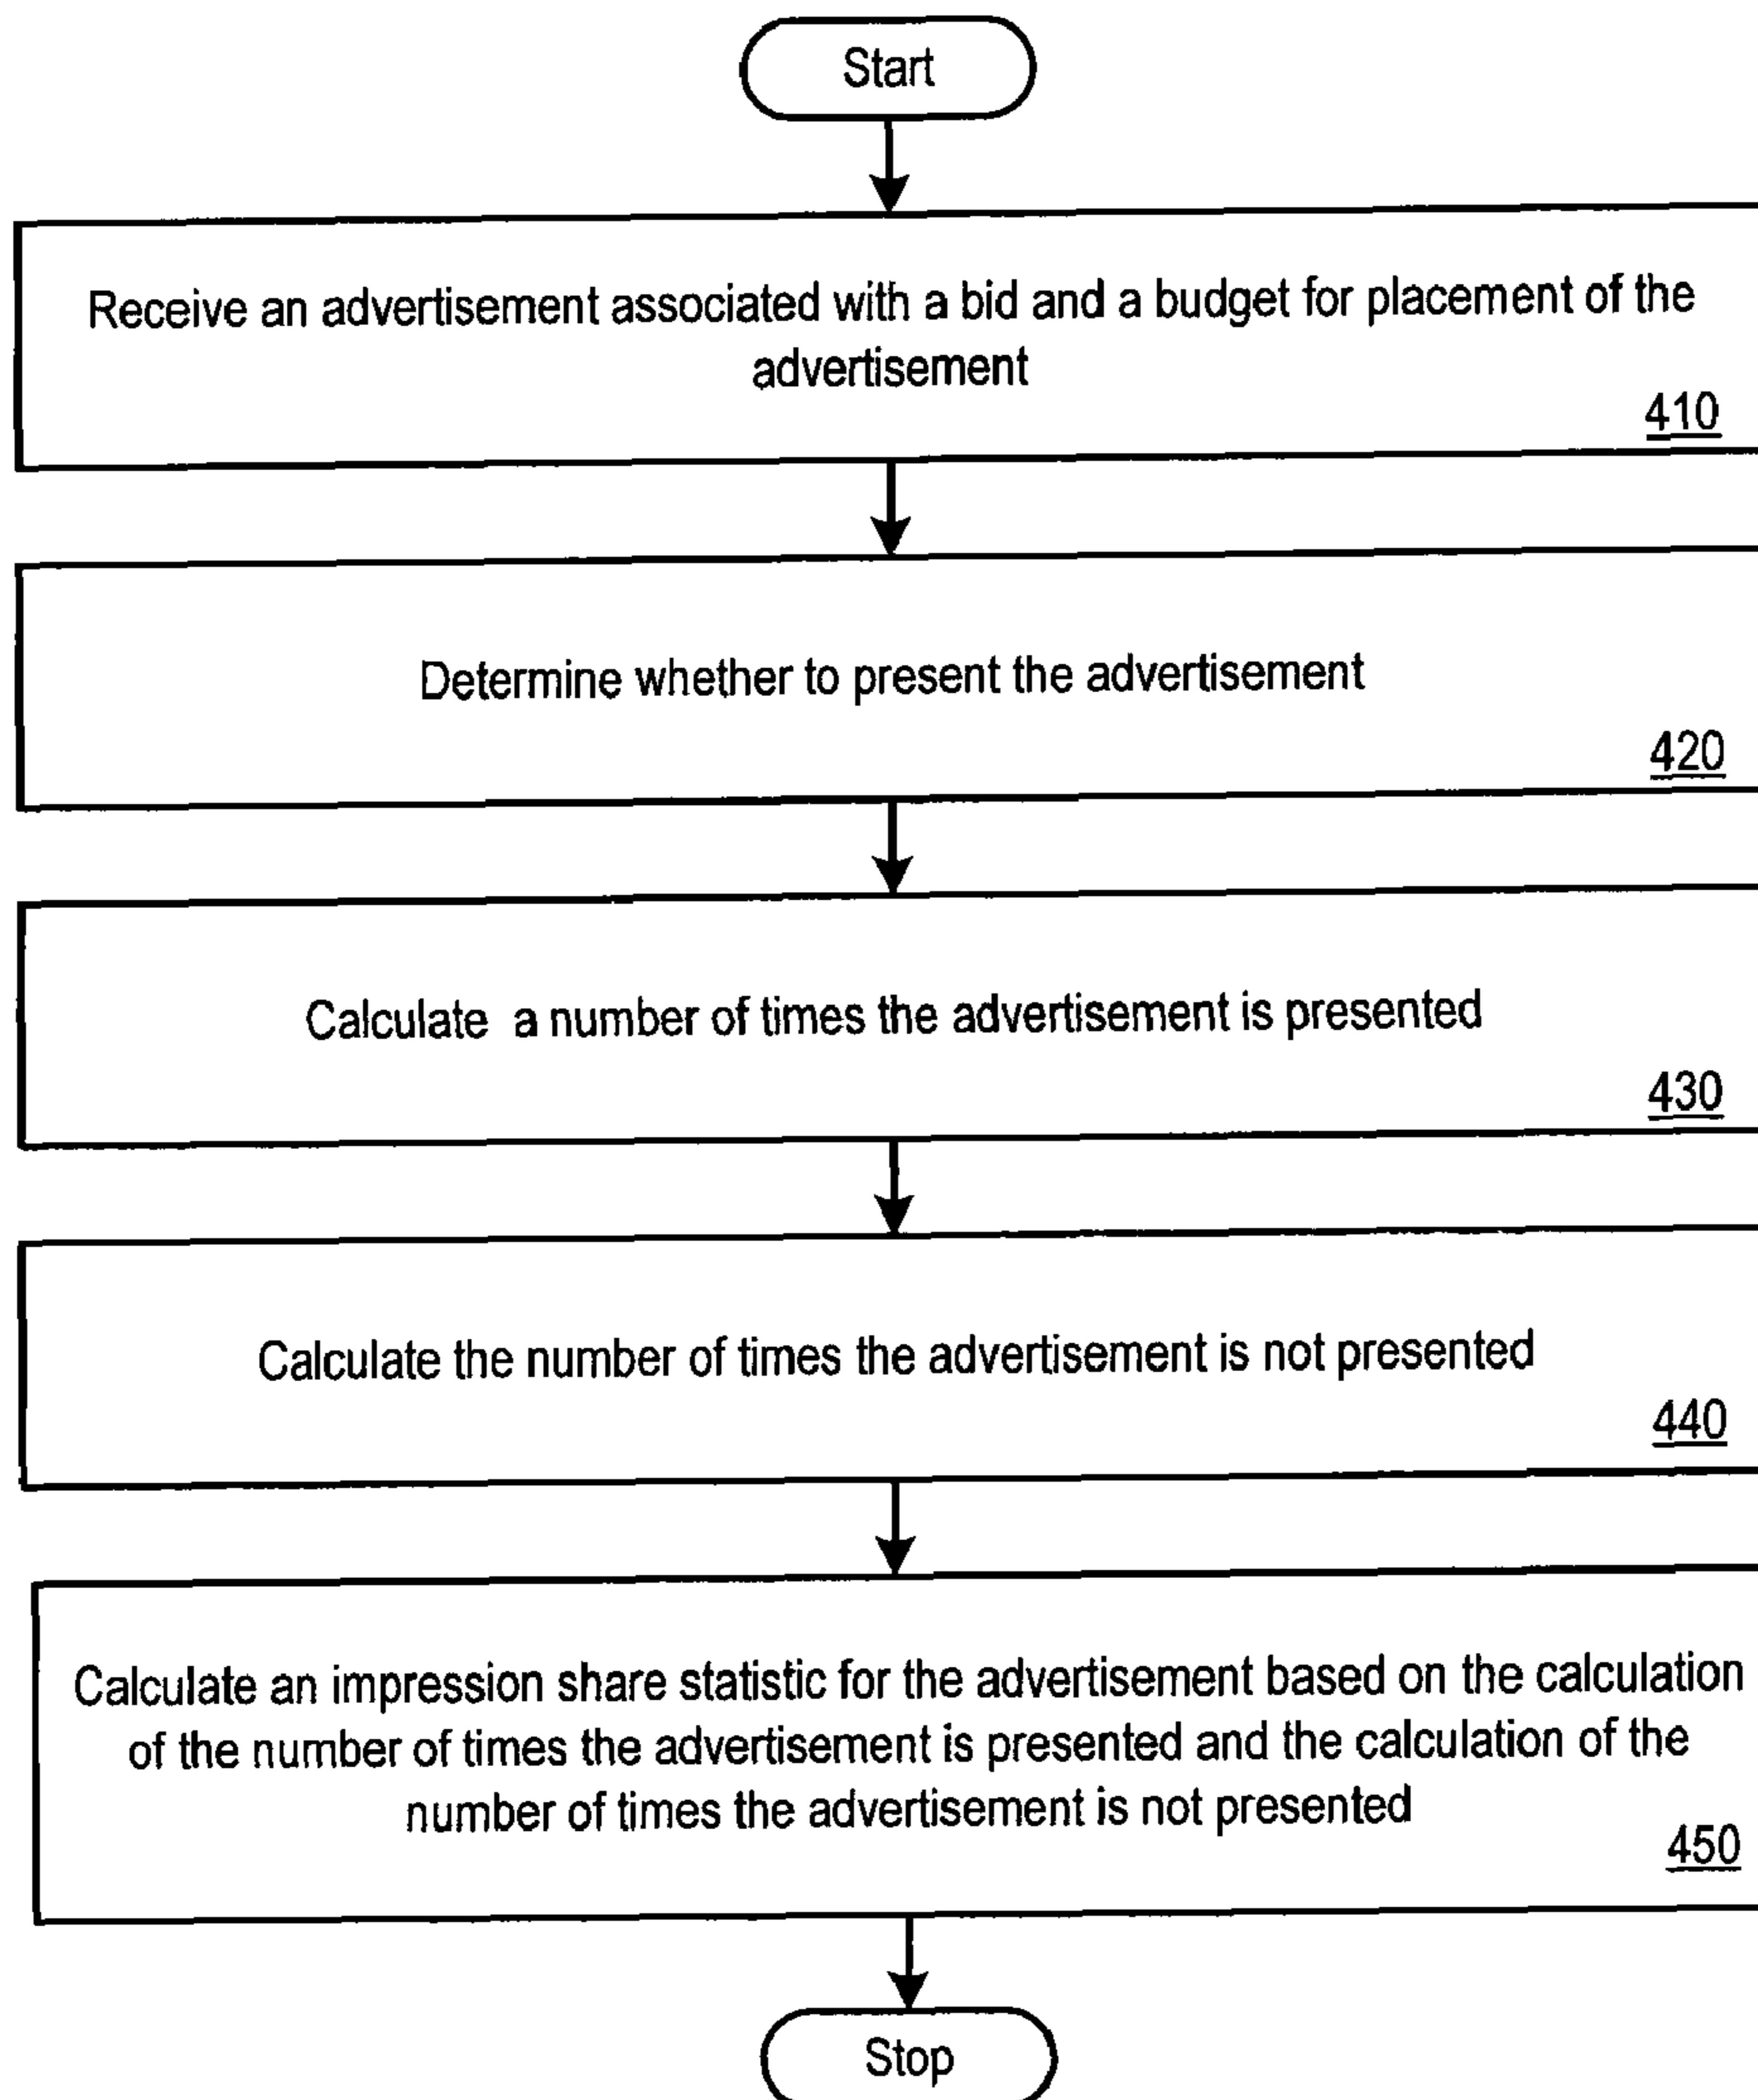 Start
Receive an advertisement associated with a bid and a budget for placement of the
advertisement
410
Determine whether to present the advertisement
420
Calculate a number of times the advertisement is presented
430
Calculate the number of times the advertisement is not presented
440
Calculate an impression share statistic for the advertisement based on the calculation
of the number of times the advertisement is presented and the calculation of the
number of times the advertisement is not presented
450
Stop